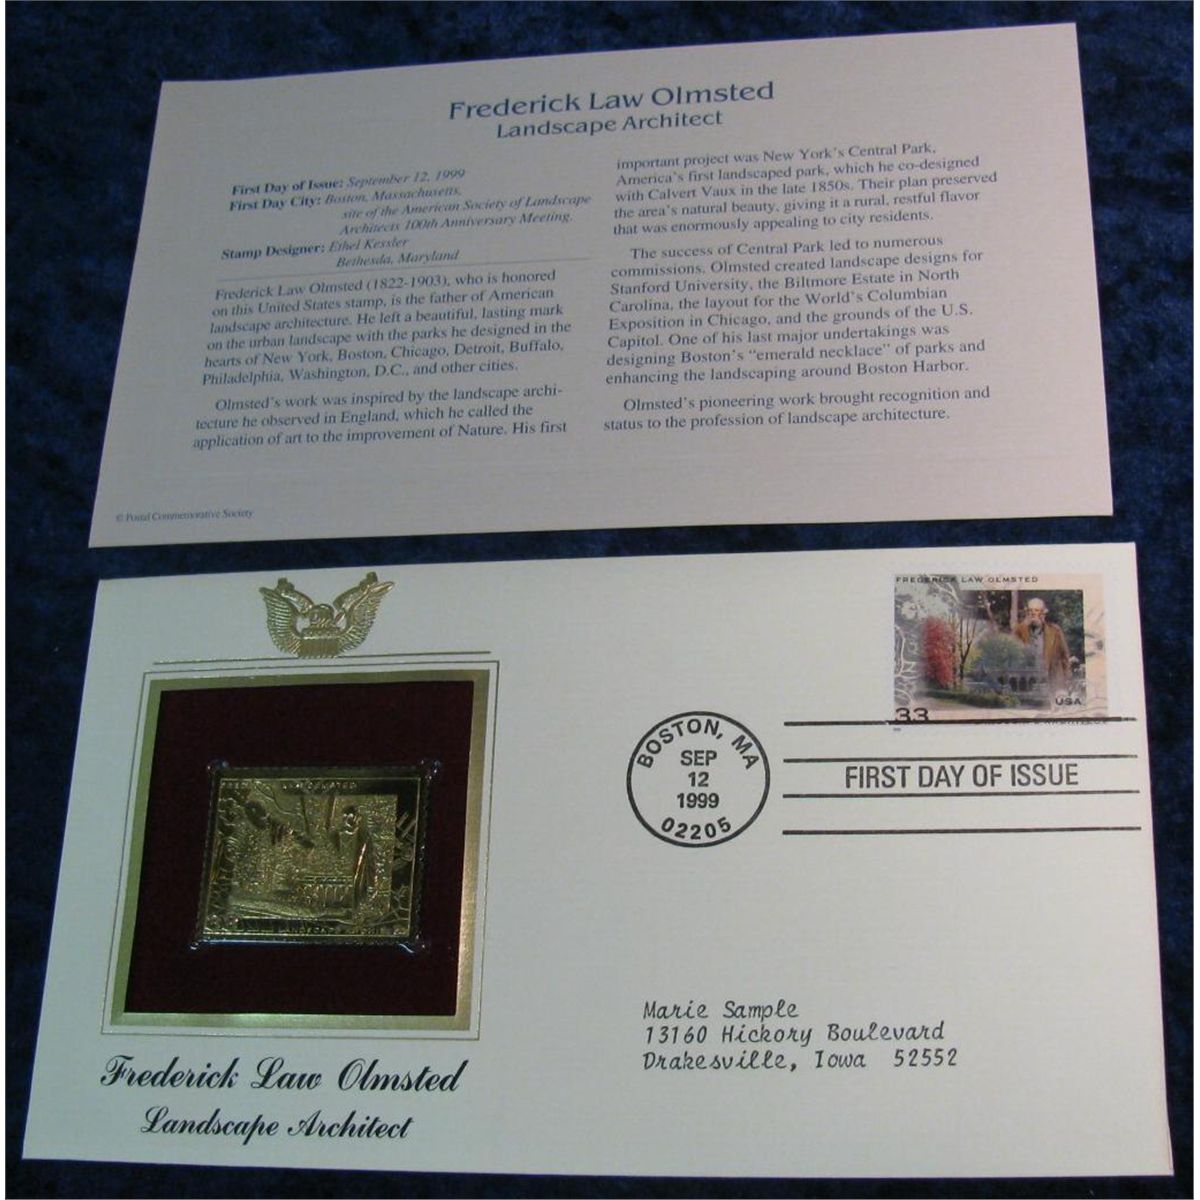 Frederick Law Olmsted
Landscape Architect
First Day of Issue: September 12, 1999
First Day City: Boston, Massachusetts,
site of the American Society of Landscape
Architects 100th Anniversary Meeting.
Stamp Designer: Ethel Kessler
Bethesda, Maryland
Frederick Law Olmsted (1822-1903), who is honored
on this United States stamp, is the father of American
landscape architecture. He left a beautiful, lasting mark
on the urban landscape with the parks he designed in the
hearts of New York, Boston, Chicago, Detroit, Buffalo,
Philadelphia, Washington, D.C., and other cities.
Olmsted's work was inspired by the landscape archi-
tecture he observed in England, which he called the
application of art to the improvement of Nature. His first
important project was New York's Central Park,
America's first landscaped park, which he co-designed
with Calvert Vaux in the late 1850s. Their plan preserved
the area's natural beauty, giving it a rural, restful flavor
that was enormously appealing to city residents.
The success of Central Park led to numerous
commissions. Olmsted created landscape designs for
Stanford University, the Biltmore Estate in North
Carolina, the layout for the World's Columbian
Exposition in Chicago, and the grounds of the U.S.
Capitol. One of his last major undertakings was
designing Boston's "emerald necklace" of parks and
enhancing the landscaping around Boston Harbor.
Olmsted's pioneering work brought recognition and
status to the profession of landscape architecture.
© Postal Commemorative Society
FREDERICK LAW OLMSTED
USA
33
BOSTON, MA
SEP
12
1999
02205
FIRST DAY OF ISSUE
FREDERICK LAW OLMSTED
33
LANDSCAPE
Marie Sample
13160 Hickory Boulevard
Drakesville, Iowa 52552
Frederick Law Olmsted
Landscape Architect